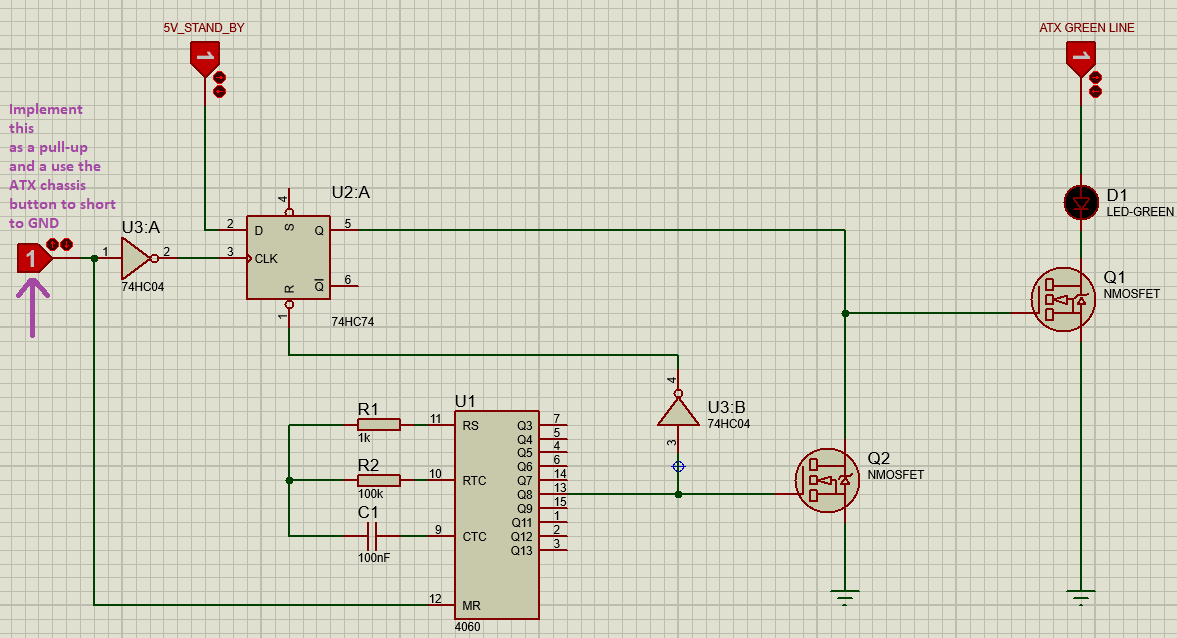 5V_STAND_BY
ATX GREEN LINE
1
1
Implement
this
as a pull-up
and a use the
ATX chassis
button to short
to GND
1
U3:A
1
2
74HC04
U2:A
4
2
D
S
Q
5
3
CLK
6
R
Q
1
74HC74
D1
LED-GREEN
Q1
NMOSFET
4
U3:B
74HC04
3
Q2
NMOSFET
R1
1k
R2
100k
C1
100nF
U1
11
RS
Q3
7
Q4
5
Q5
4
Q6
6
10
RTC
Q7
14
Q8
13
Q9
15
Q11
1
9
CTC
Q12
2
Q13
3
12
MR
4060